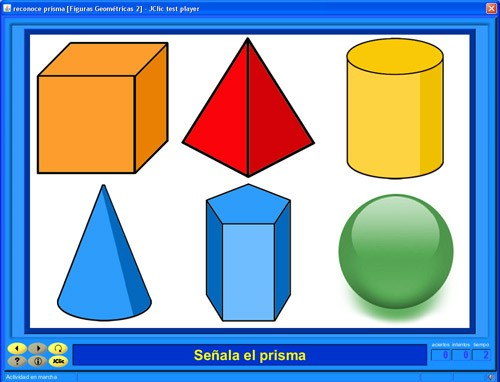 reconoce prisma [Figuras Geométricas 2] - JClic test player
Señala el prisma
aciertos intentos tiempo
0 0 2
? i JClic
Actividad en marcha